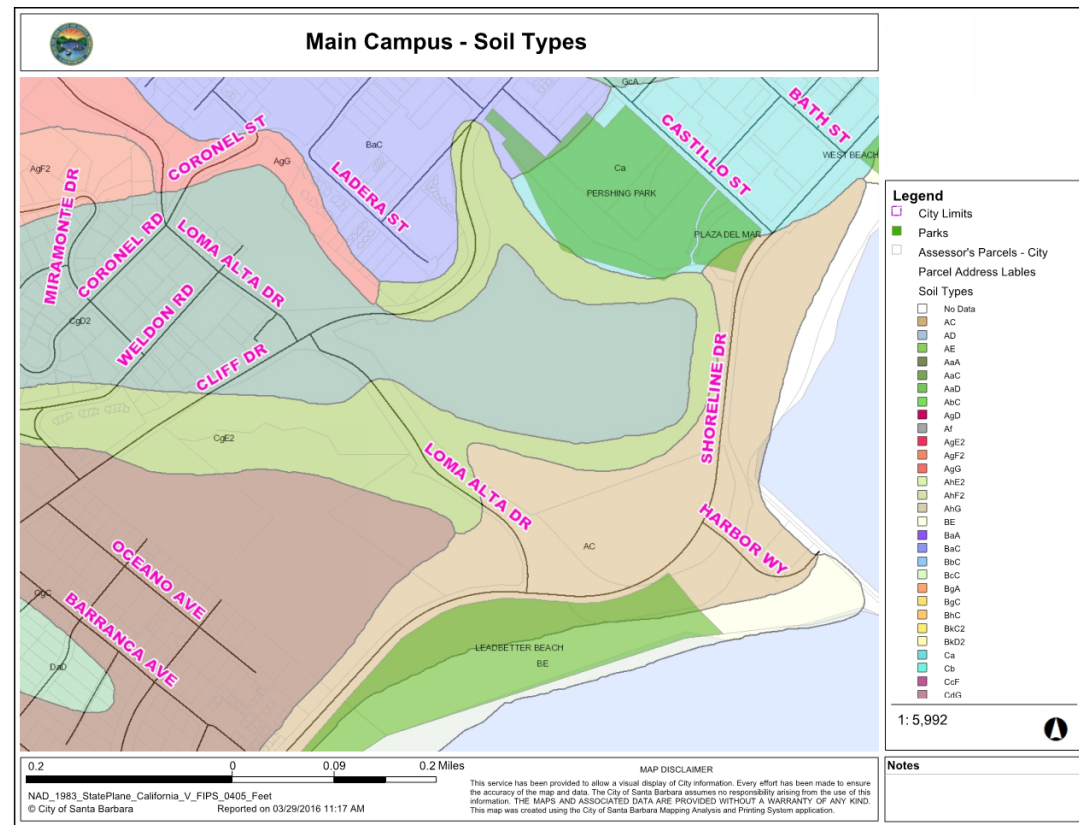 Main Campus - Soil Types
GcA
BATH ST
CASTILLO ST
CORONEL ST
BaC
WEST BEACH
AgG
AgF2
Ca
LADERA ST
PERSHING PARK
MIRAMONTE DR
CORONEL RD
LOMA ALTA DR
PLAZA DEL MAR
WELDON RD
CgD2
CLIFF DR
SHORELINE DR
CgE2
LOMA ALTA DR
HARBOR WY
AC
OCEANO AVE
CgC
BARRANCA AVE
LEADBETTER BEACH
BE
DaD
Legend
City Limits
Parks
Assessor's Parcels - City
Parcel Address Lables
Soil Types
No Data
AC
AD
AE
AaA
AaC
AaD
AbC
AgD
Af
AgE2
AgF2
AgG
AhE2
AhF2
AhG
BE
BaA
BaC
BbC
BcC
BgA
BgC
BhC
BkC2
BkD2
Ca
Cb
CcF
CdG
1: 5,992
0.2 0 0.09 0.2 Miles
NAD_1983_StatePlane_California_V_FIPS_0405_Feet
© City of Santa Barbara Reported on 03/29/2016 11:17 AM
MAP DISCLAIMER
This service has been provided to allow a visual display of City information. Every effort has been made to ensure
the accuracy of the map and data. The City of Santa Barbara assumes no responsibility arising from the use of this
information. THE MAPS AND ASSOCIATED DATA ARE PROVIDED WITHOUT A WARRANTY OF ANY KIND.
This map was created using the City of Santa Barbara Mapping Analysis and Printing System application.
Notes